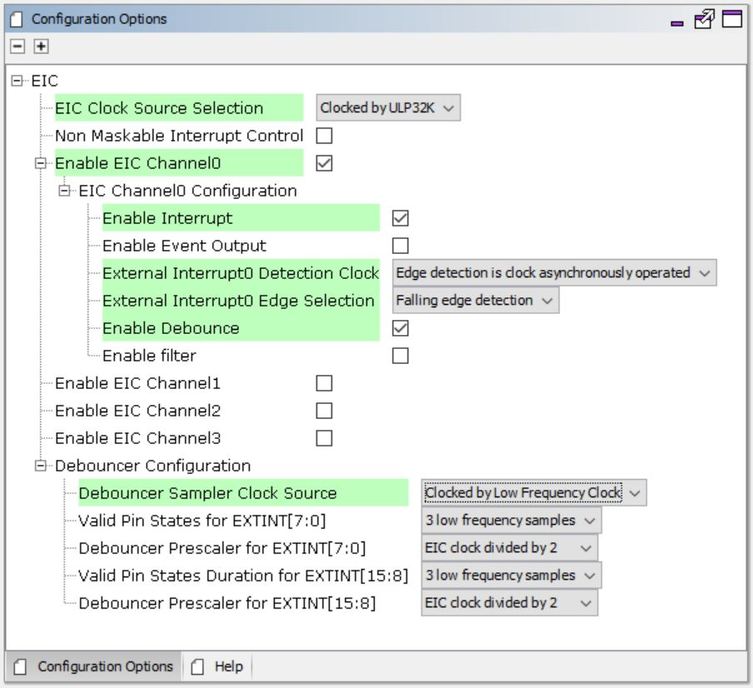 Configuration Options
EIC
EIC Clock Source Selection Clocked by ULP32K
Non Maskable Interrupt Control
Enable EIC Channel0
EIC Channel0 Configuration
Enable Interrupt
Enable Event Output
External Interrupt0 Detection Clock Edge detection is clock asynchronously operated
External Interrupt0 Edge Selection Falling edge detection
Enable Debounce
Enable filter
Enable EIC Channel1
Enable EIC Channel2
Enable EIC Channel3
Debouncer Configuration
Debouncer Sampler Clock Source Clocked by Low Frequency Clock
Valid Pin States for EXTINT[7:0] 3 low frequency samples
Debouncer Prescaler for EXTINT[7:0] EIC clock divided by 2
Valid Pin States Duration for EXTINT[15:8] 3 low frequency samples
Debouncer Prescaler for EXTINT[15:8] EIC clock divided by 2
Configuration Options Help